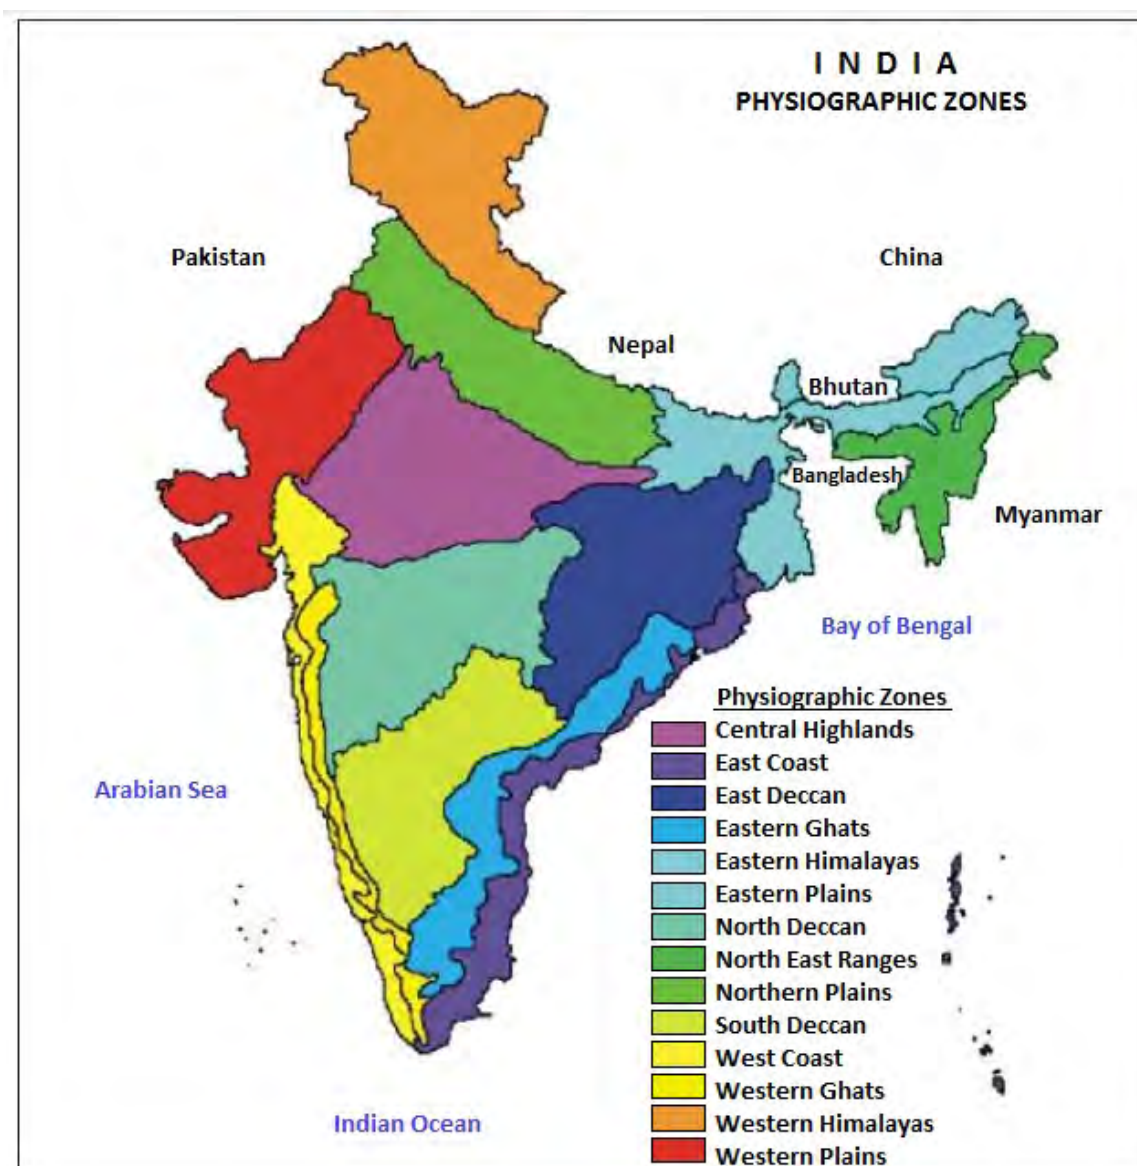 I N D I A
PHYSIOGRAPHIC ZONES
Pakistan
China
Nepal
Bhutan
Bangladesh
Myanmar
Bay of Bengal
Arabian Sea
Indian Ocean
Physiographic Zones
Central Highlands
East Coast
East Deccan
Eastern Ghats
Eastern Himalayas
Eastern Plains
North Deccan
North East Ranges
Northern Plains
South Deccan
West Coast
Western Ghats
Western Himalayas
Western Plains